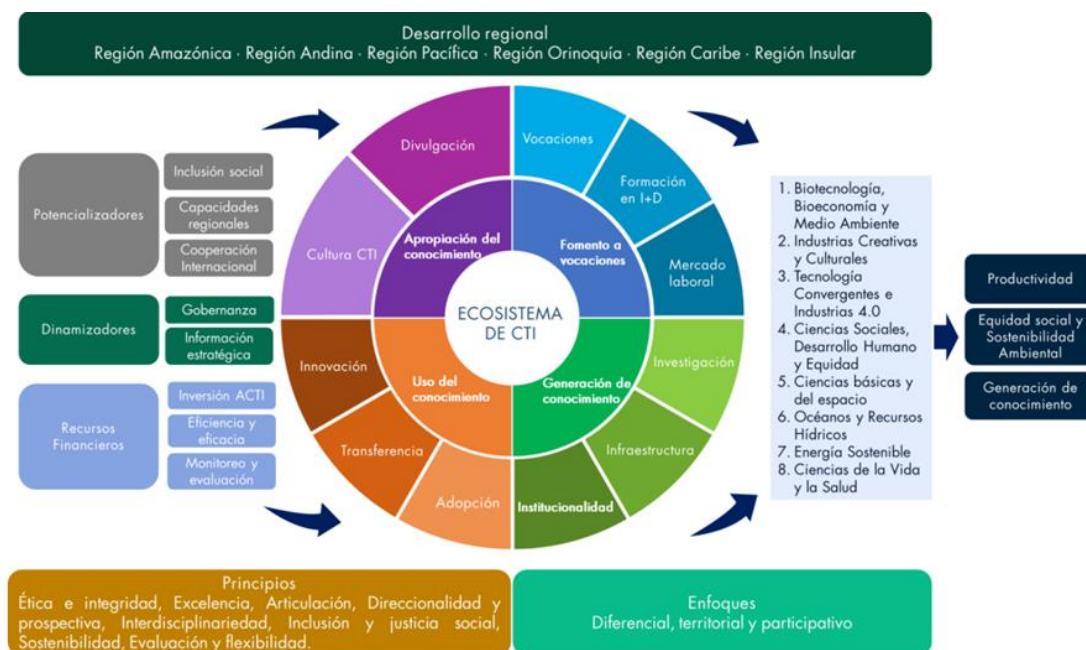 Desarrollo regional
Región Amazónica · Región Andina · Región Pacífica · Región Orinoquía · Región Caribe · Región Insular
Potencializadores
Inclusión social
Capacidades
regionales
Cooperación
Internacional
Dinamizadores
Gobernanza
Información
estratégica
Recursos
Financieros
Inversión ACTI
Eficiencia y
eficacia
Monitoreo y
evaluación
Divulgación
Vocaciones
Formación
en I+D
Mercado
laboral
Cultura CTI
Apropiación del
conocimiento
Fomento a
vocaciones
ECOSISTEMA
DE CTI
Innovación
Uso del
conocimiento
Generación de
conocimiento
Investigación
Transferencia
Infraestructura
Adopción
Institucionalidad
1. Biotecnología,
Bioeconomía y
Medio Ambiente
2. Industrias Creativas
y Culturales
3. Tecnología
Convergentes e
Industrias 4.0
4. Ciencias Sociales,
Desarrollo Humano
y Equidad
5. Ciencias básicas y
del espacio
6. Océanos y Recursos
Hídricos
7. Energía Sostenible
8. Ciencias de la Vida
y la Salud
Productividad
Equidad social y
Sostenibilidad
Ambiental
Generación de
conocimiento
Principios
Ética e integridad, Excelencia, Articulación, Direccionalidad y
prospectiva, Interdisciplinariedad, Inclusión y justicia social,
Sostenibilidad, Evaluación y flexibilidad.
Enfoques
Diferencial, territorial y participativo